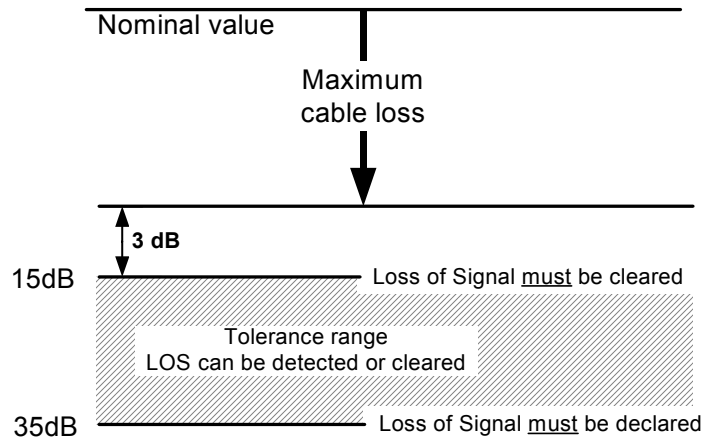 Nominal value
Maximum
cable loss
3 dB
15dB
Loss of Signal must be cleared
Tolerance range
LOS can be detected or cleared
35dB
Loss of Signal must be declared